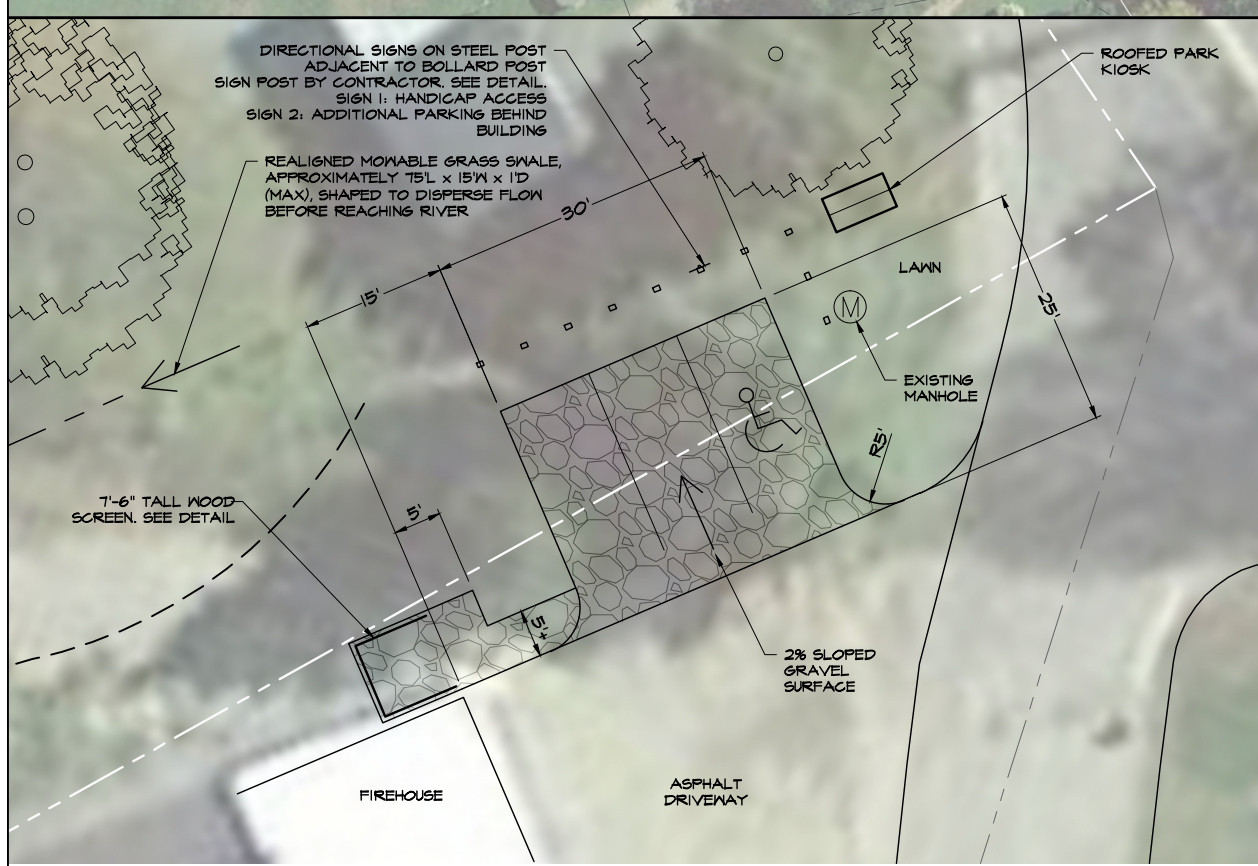 DIRECTIONAL SIGNS ON STEEL POST
ADJACENT TO BOLLARD POST
SIGN POST BY CONTRACTOR. SEE DETAIL.
SIGN 1: HANDICAP ACCESS
SIGN 2: ADDITIONAL PARKING BEHIND
BUILDING
ROOFED PARK
KIOSK
REALIGNED MOWABLE GRASS SWALE,
APPROXIMATELY 75'L x 15'W x 1'D
(MAX), SHAPED TO DISPERSE FLOW
BEFORE REACHING RIVER
30'
15'
LAWN
25'
M
EXISTING
MANHOLE
R5'
7'-6" TALL WOOD
SCREEN. SEE DETAIL
5'
5'±
2% SLOPED
GRAVEL
SURFACE
FIREHOUSE
ASPHALT
DRIVEWAY